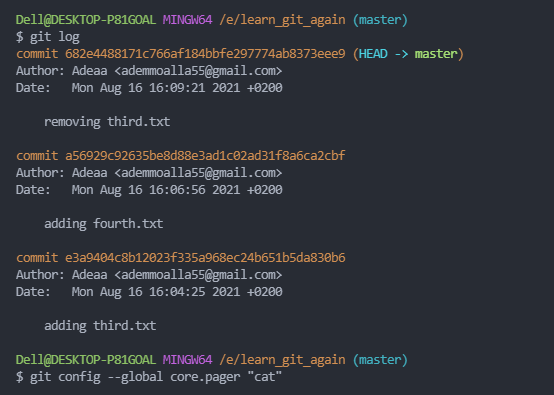 Dell@DESKTOP-P81GOAL MINGW64 /e/learn_git_again (master)
$ git log
commit 682e4488171c766af184bbfe297774ab8373eee9 (HEAD -> master)
Author: Adeaa <ademmoalla55@gmail.com>
Date:   Mon Aug 16 16:09:21 2021 +0200

    removing third.txt

commit a56929c92635be8d88e3ad1c02ad31f8a6ca2cbf
Author: Adeaa <ademmoalla55@gmail.com>
Date:   Mon Aug 16 16:06:56 2021 +0200

    adding fourth.txt

commit e3a9404c8b12023f335a968ec24b651b5da830b6
Author: Adeaa <ademmoalla55@gmail.com>
Date:   Mon Aug 16 16:04:25 2021 +0200

    adding third.txt

Dell@DESKTOP-P81GOAL MINGW64 /e/learn_git_again (master)
$ git config --global core.pager "cat"